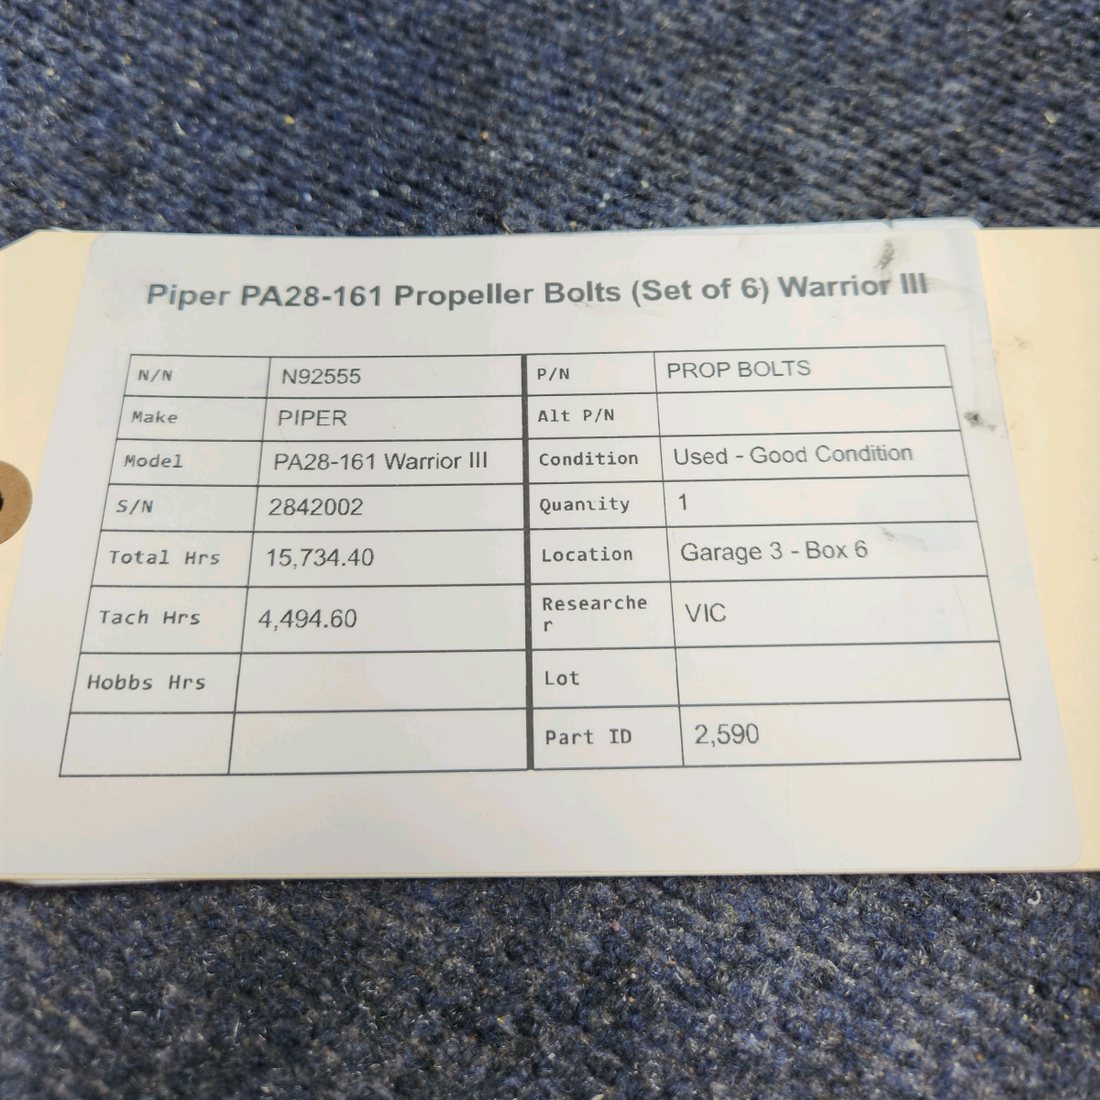 Piper PA28-161 Propeller Bolts (Set of 6) Warrior III
N/N N92555 P/N PROP BOLTS
Make PIPER Alt P/N
Model PA28-161 Warrior III Condition Used - Good Condition
S/N 2842002 Quantity 1
Total Hrs 15,734.40 Location Garage 3 - Box 6
Tach Hrs 4,494.60 Researche
r VIC
Hobbs Hrs Lot
Part ID 2,590